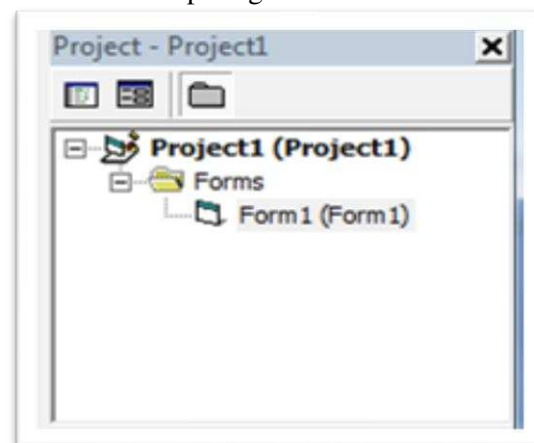 Project - Project1
Project1 (Project1)
Forms
Form1 (Form1)